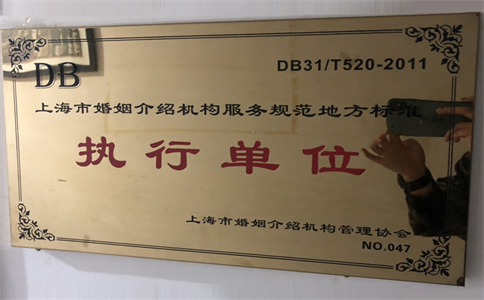 DB
DB31/T520-2011
上海市婚姻介绍机构服务规范地方标准
执行单位
上海市婚姻介绍机构管理协会
NO.047